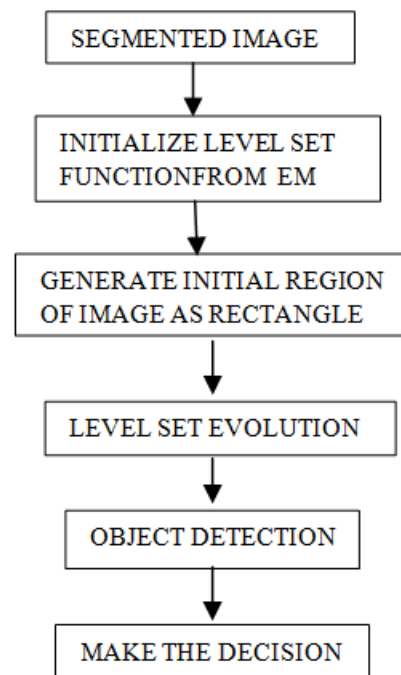 SEGMENTED IMAGE
INITIALIZE LEVEL SET
FUNCTIONFROM EM
GENERATE INITIAL REGION
OF IMAGE AS RECTANGLE
LEVEL SET EVOLUTION
OBJECT DETECTION
MAKE THE DECISION